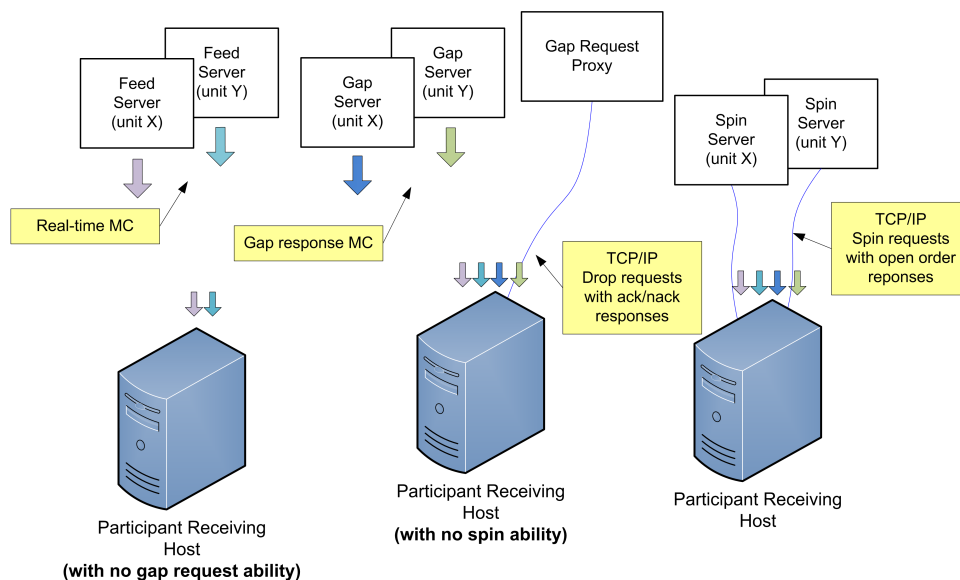 Feed
Server
(unit Y)
Feed
Server
(unit X)
Gap
Server
(unit Y)
Gap
Server
(unit X)
Gap Request
Proxy
Spin
Server
(unit Y)
Spin
Server
(unit X)
Real-time MC
Gap response MC
TCP/IP
Drop requests
with ack/nack
responses
TCP/IP
Spin requests
with open order
reponses
Participant Receiving
Host
(with no gap request ability)
Participant Receiving
Host
(with no spin ability)
Participant Receiving
Host